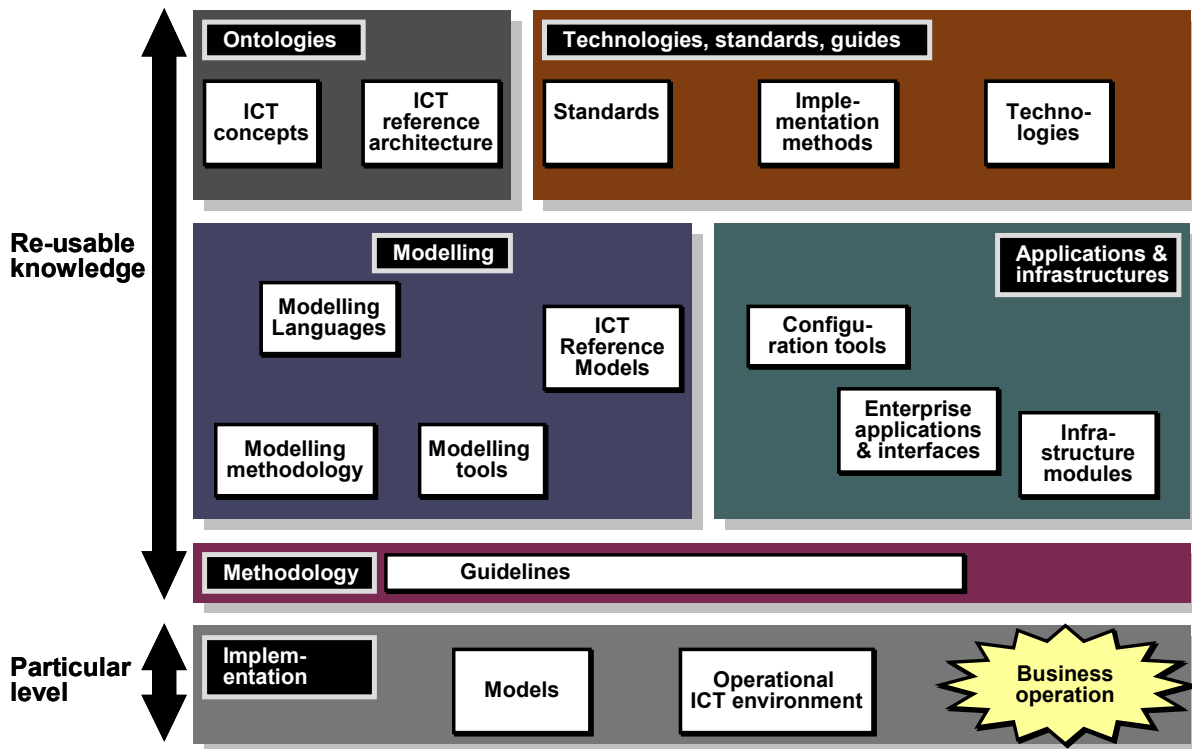 Ontologies
ICT
concepts
ICT
reference
architecture
Technologies, standards, guides
Standards
Imple-
mentation
methods
Techno-
logies
Re-usable
knowledge
Modelling
Modelling
Languages
ICT
Reference
Models
Modelling
methodology
Modelling
tools
Applications &
infrastructures
Configu-
ration tools
Enterprise
applications
& interfaces
Infra-
structure
modules
Methodology
Guidelines
Particular
level
Implem-
entation
Models
Operational
ICT environment
Business
operation